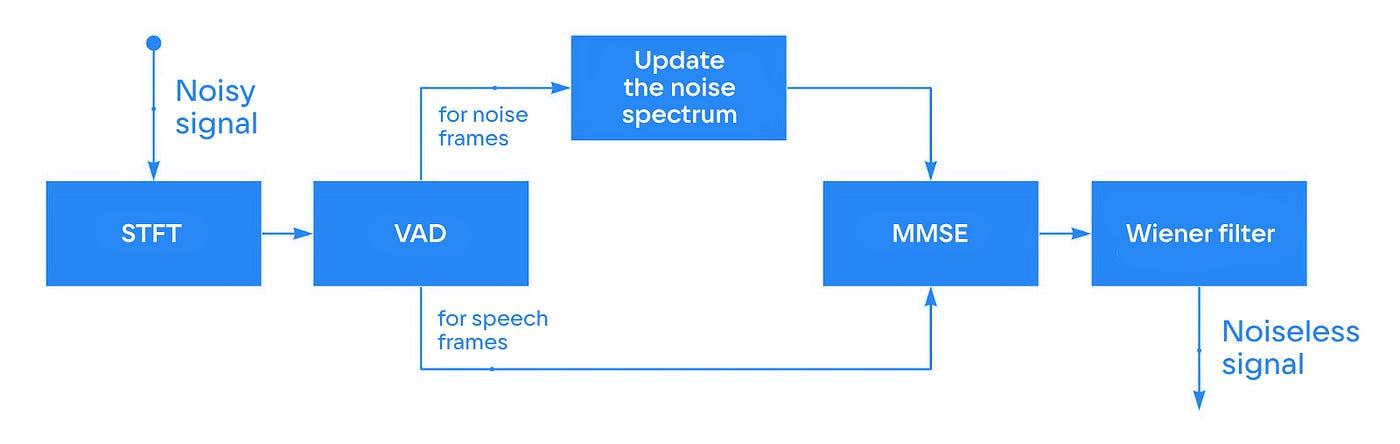 Noisy
signal
STFT
VAD
for noise
frames
Update
the noise
spectrum
for speech
frames
MMSE
Wiener filter
Noiseless
signal